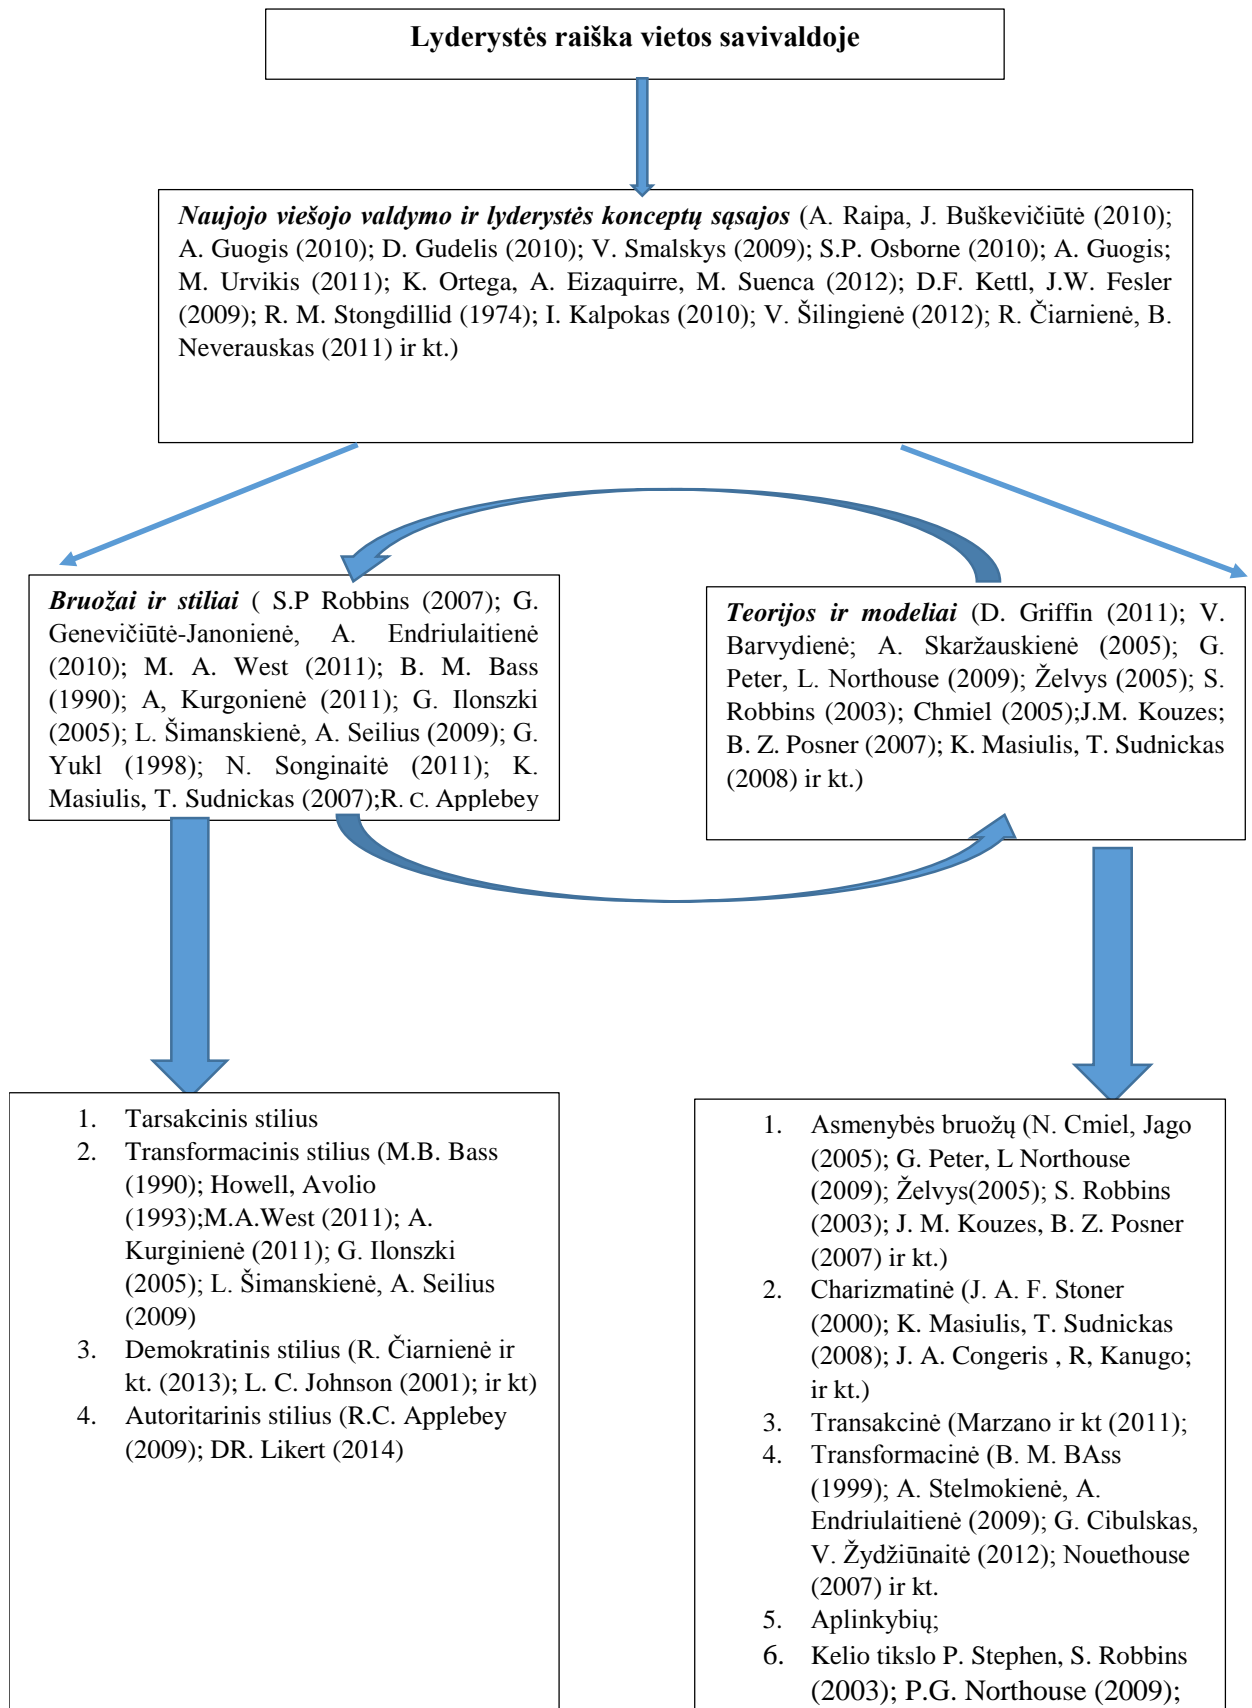 Lyderystės raiška vietos savivaldoje
Naujojo viešojo valdymo ir lyderystės konceptų sąsajos (A. Raipa, J. Buškevičiūtė (2010);
A. Guogis (2010); D. Gudelis (2010); V. Smalskys (2009); S.P. Osborne (2010); A. Guogis;
M. Urvikis (2011); K. Ortega, A. Eizaquirre, M. Suenca (2012); D.F. Kettl, J.W. Fesler
(2009); R. M. Stongdillid (1974); I. Kalpokas (2010); V. Šilingienė (2012); R. Čiarnienė, B.
Neverauskas (2011) ir kt.)
Bruožai ir stiliai ( S.P Robbins (2007); G.
Genevičiūtė-Janonienė, A. Endriulaitienė
(2010); M. A. West (2011); B. M. Bass
(1990); A, Kurgonienė (2011); G. Ilonszki
(2005); L. Šimanskienė, A. Seilius (2009); G.
Yukl (1998); N. Songinaitė (2011); K.
Masiulis, T. Sudnickas (2007);R. C. Applebey
Teorijos ir modeliai (D. Griffin (2011); V.
Barvydienė; A. Skaržauskienė (2005); G.
Peter, L. Northouse (2009); Želvys (2005); S.
Robbins (2003); Chmiel (2005);J.M. Kouzes;
B. Z. Posner (2007); K. Masiulis, T. Sudnickas
(2008) ir kt.)
1. Tarsakcinis stilius
2. Transformacinis stilius (M.B. Bass
(1990); Howell, Avolio
(1993);M.A.West (2011); A.
Kurginienė (2011); G. Ilonszki
(2005); L. Šimanskienė, A. Seilius
(2009)
3. Demokratinis stilius (R. Čiarnienė ir
kt. (2013); L. C. Johnson (2001); ir kt)
4. Autoritarinis stilius (R.C. Applebey
(2009); DR. Likert (2014)
1. Asmenybės bruožų (N. Cmiel, Jago
(2005); G. Peter, L Northouse
(2009); Želvys(2005); S. Robbins
(2003); J. M. Kouzes, B. Z. Posner
(2007) ir kt.)
2. Charizmatinė (J. A. F. Stoner
(2000); K. Masiulis, T. Sudnickas
(2008); J. A. Congeris , R, Kanugo;
ir kt.)
3. Transakcinė (Marzano ir kt (2011);
4. Transformacinė (B. M. BAss
(1999); A. Stelmokienė, A.
Endriulaitienė (2009); G. Cibulskas,
V. Žydžiūnaitė (2012); Nouethouse
(2007) ir kt.
5. Aplinkybių;
6. Kelio tikslo P. Stephen, S. Robbins
(2003); P.G. Northouse (2009);